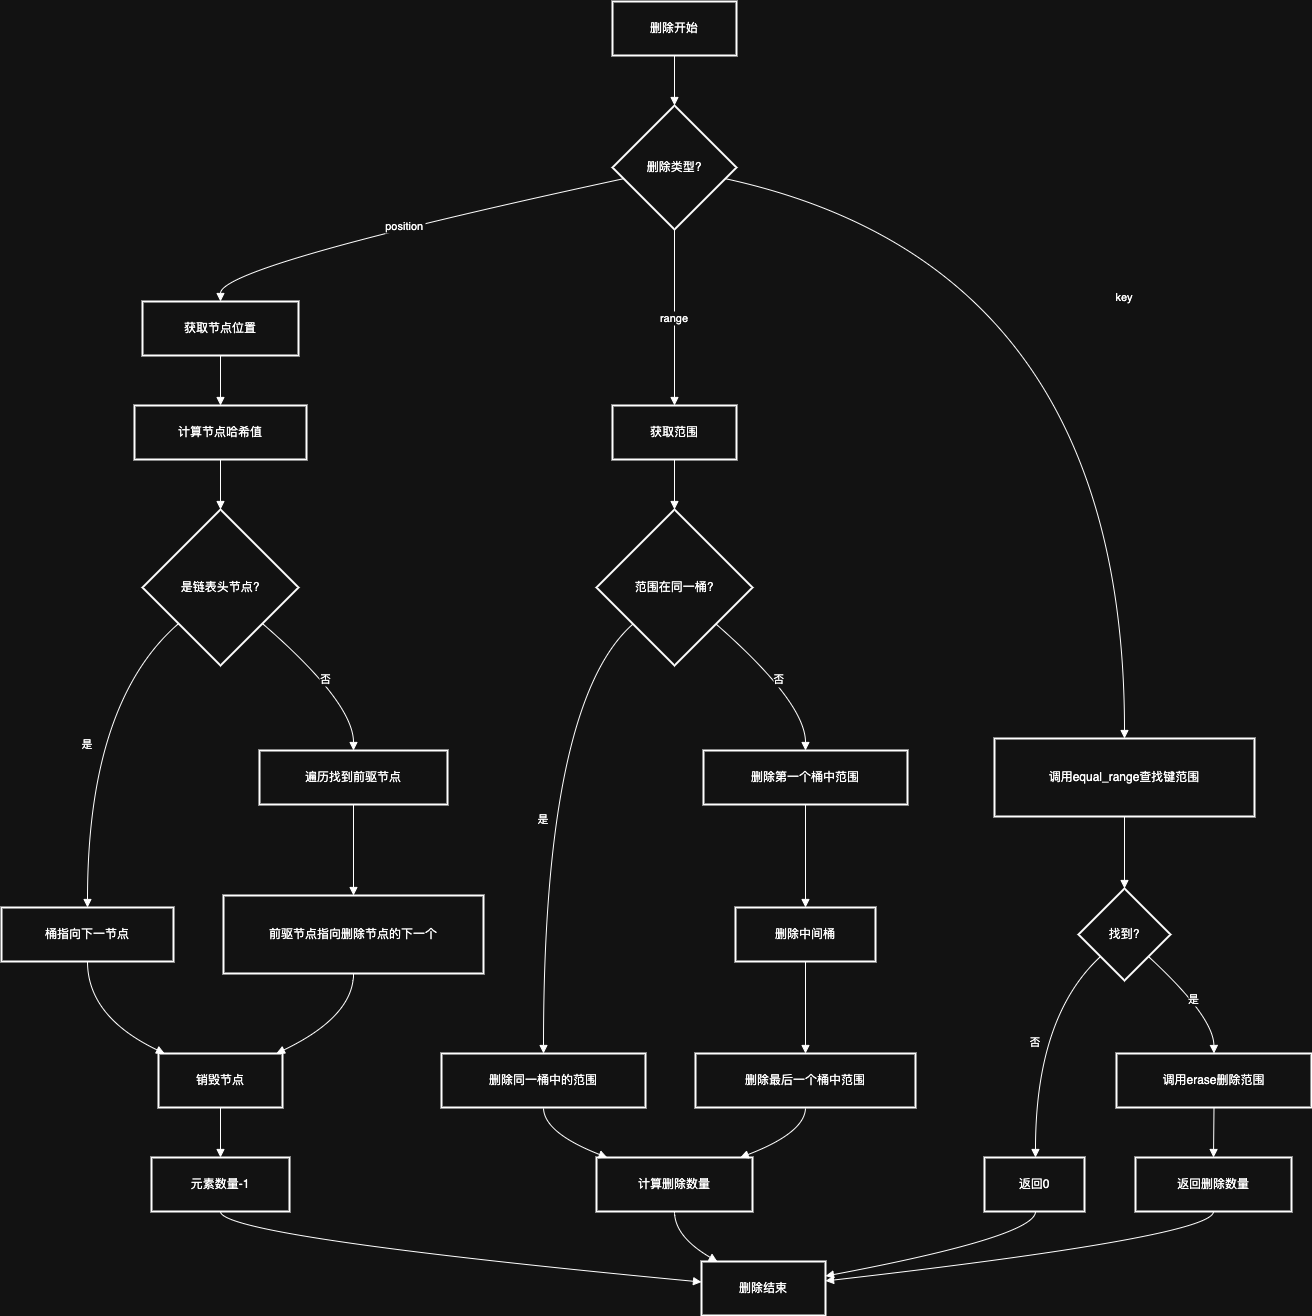 删除开始
删除类型?
position
key
range
获取节点位置
计算节点哈希值
获取范围
是链表头节点?
范围在同一桶?
否
否
是
遍历找到前驱节点
删除第一个桶中范围
调用equal_range查找键范围
是
桶指向下一节点
前驱节点指向删除节点的下一个
删除中间桶
找到?
是
否
销毁节点
删除同一桶中的范围
删除最后一个桶中范围
调用erase删除范围
元素数量-1
计算删除数量
返回0
返回删除数量
删除结束